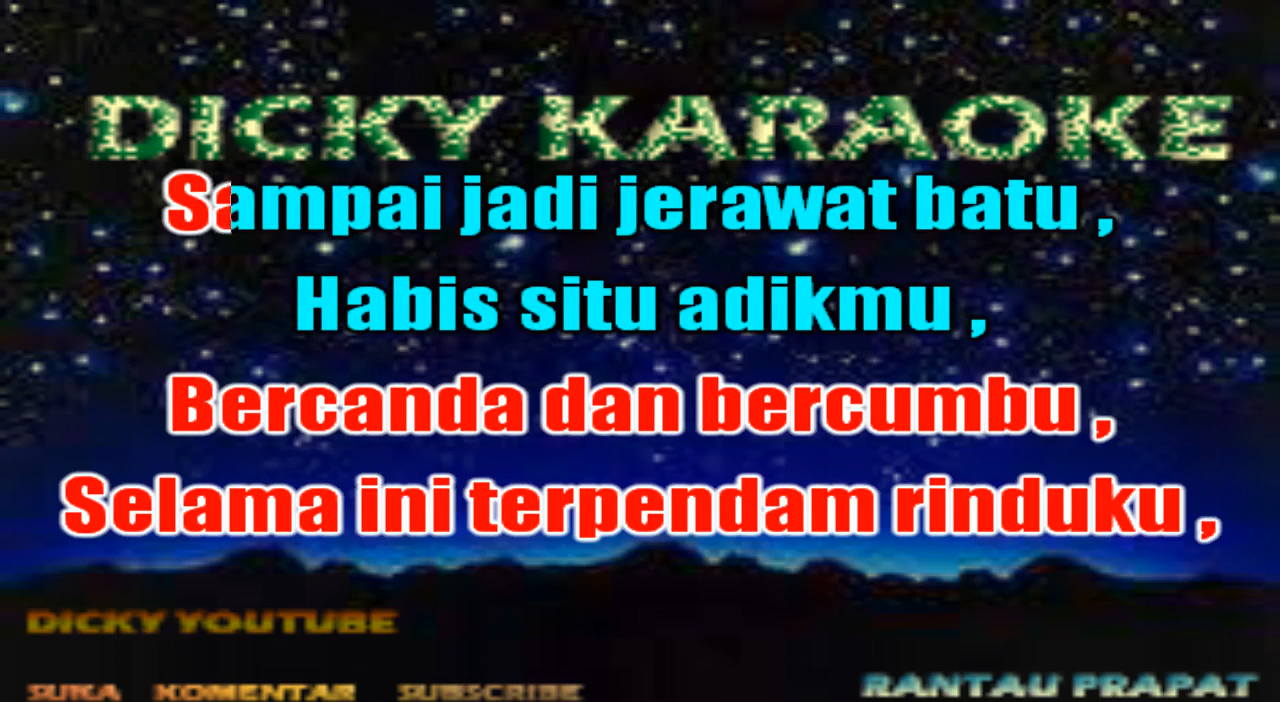 DICKY KARAOKE
Sampai jadi jerawat batu ,
Habis situ adikmu ,
Bercanda dan bercumbu ,
Selama ini terpendam rinduku ,
DICKY YOUTUBE
SUKA KOMENTAR SUBSCRIBE
RANTAU PRAPAT